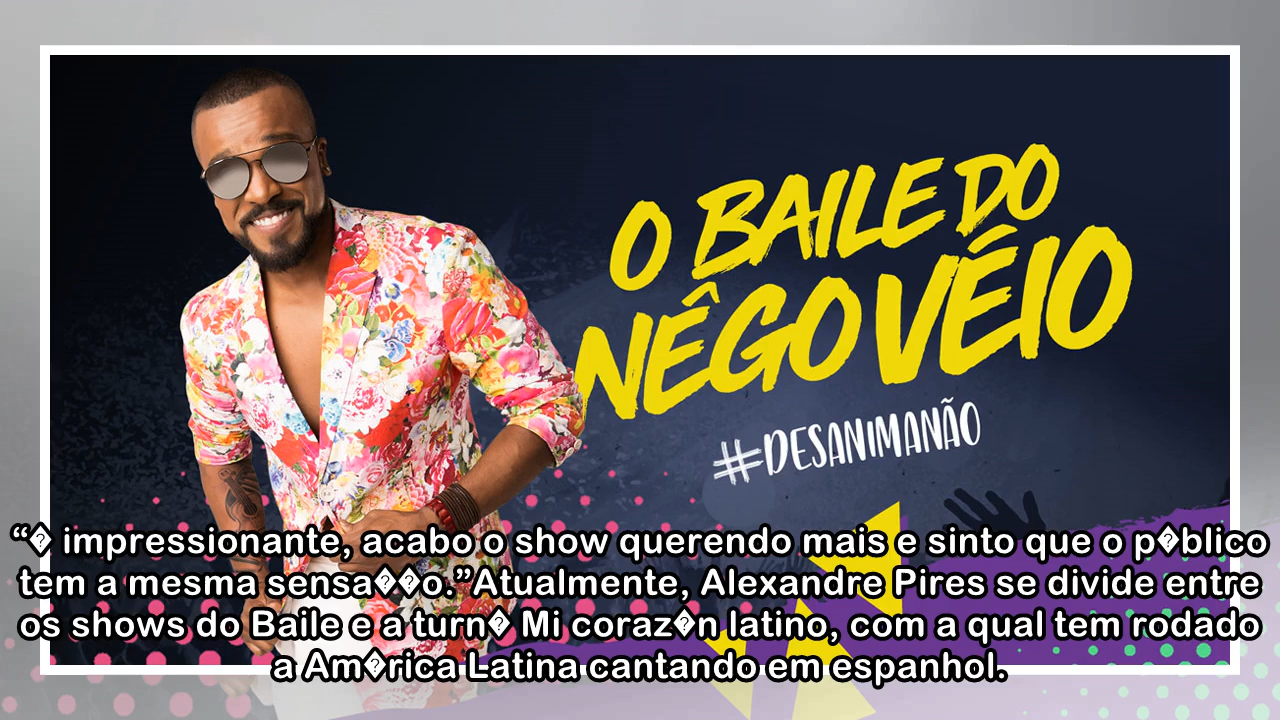 O BAILE DO
NÊGO VÉIO
#DESANIMANÃO
“� impressionante, acabo o show querendo mais e sinto que o p�blico
tem a mesma sensa��o.”Atualmente, Alexandre Pires se divide entre
os shows do Baile e a turn� Mi coraz�n latino, com a qual tem rodado
a Am�rica Latina cantando em espanhol.